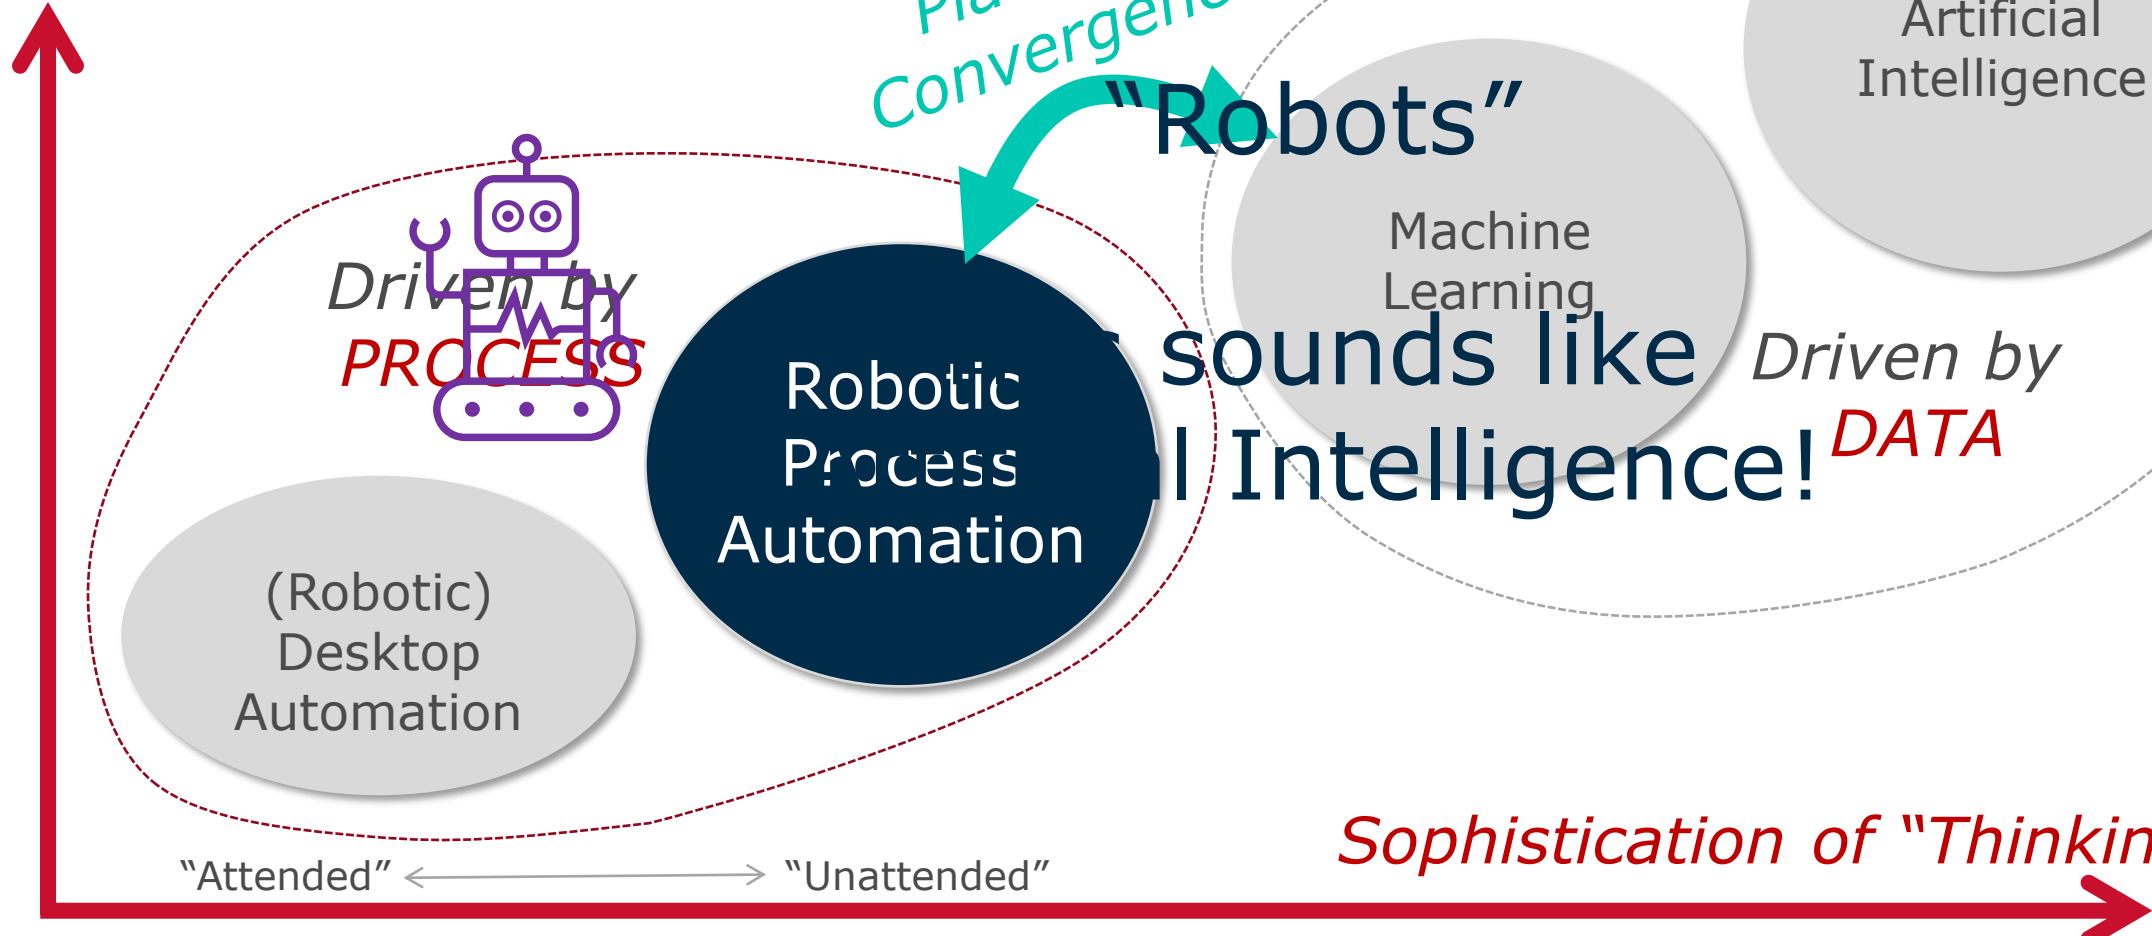 Convergenc
Artificial
Intelligence
“Robots”
Machine
Learning
Driven by
PROCESS
sounds like
Intelligence!
Driven by
DATA
Robotic
Process
Automation
(Robotic)
Desktop
Automation
“Attended”
“Unattended”
Sophistication of “Thinkin